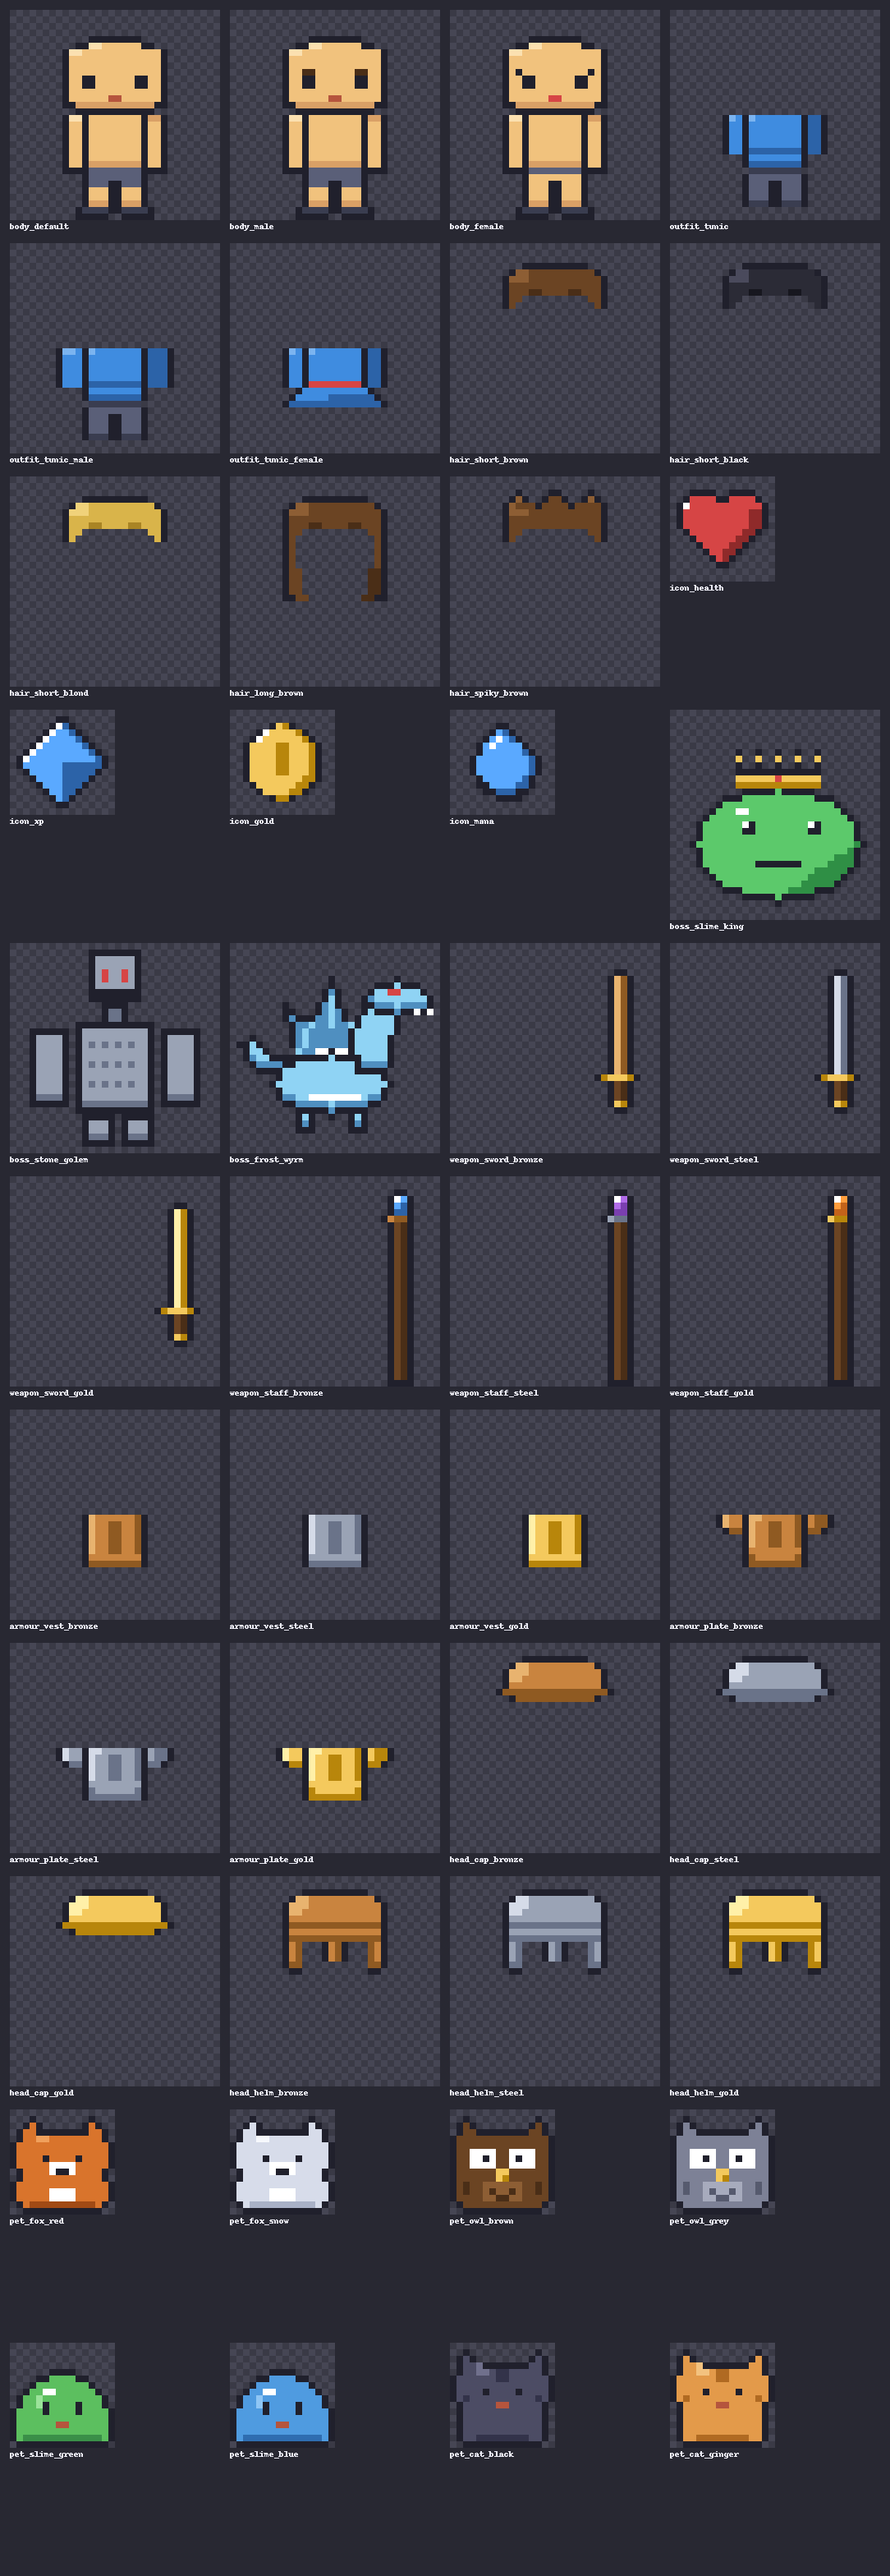 body_default
body_male
body_female
outfit_tunic
outfit_tunic_male
outfit_tunic_female
hair_short_brown
hair_short_black
hair_short_blond
hair_long_brown
hair_spiky_brown
icon_health
icon_xp
icon_gold
icon_mana
boss_slime_king
boss_stone_golem
boss_frost_wyrm
weapon_sword_bronze
weapon_sword_steel
weapon_sword_gold
weapon_staff_bronze
weapon_staff_steel
weapon_staff_gold
armour_vest_bronze
armour_vest_steel
armour_vest_gold
armour_plate_bronze
armour_plate_steel
armour_plate_gold
head_cap_bronze
head_cap_steel
head_cap_gold
head_helm_bronze
head_helm_steel
head_helm_gold
pet_fox_red
pet_fox_snow
pet_owl_brown
pet_owl_grey
pet_slime_green
pet_slime_blue
pet_cat_black
pet_cat_ginger